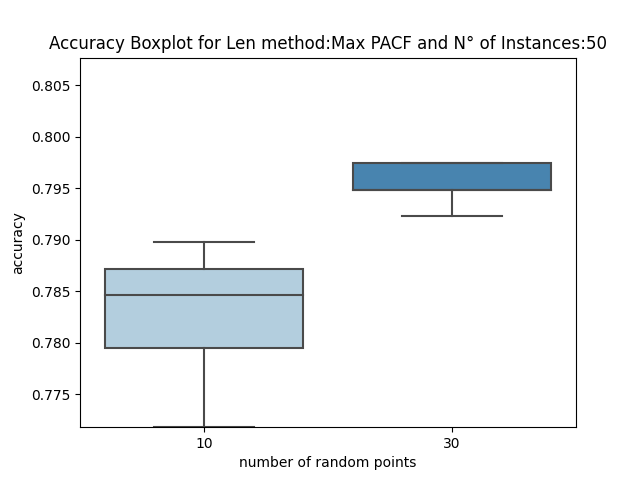 Accuracy Boxplot for Len method:Max PACF and N° of Instances:50
0.805
0.800
0.795
0.790
0.785
0.780
0.775
accuracy
10 30
number of random points